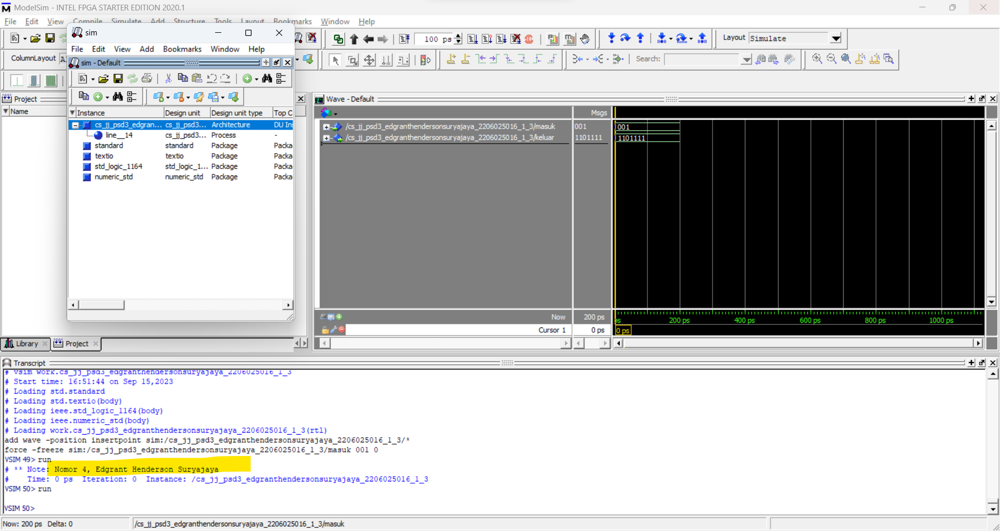 ModelSim - INTEL FPGA STARTER EDITION 2020.1
File Edit View Compile Simulate Add Structure Tools Layout Bookmarks Window Help
100 ps
Layout Simulate
ColumnLayout
Search:
sim
File Edit View Add Bookmarks Window Help
sim - Default
Instance Design unit Design unit type Top C
cs_jj_psd3_edgran... cs_jj_psd3... Architecture DU In
line__14 cs_jj_psd3... Process -
standard standard Package Packa
textio textio Package Packa
std_logic_1164 std_logic_1... Package Packa
numeric_std numeric_std Package Packa
Project
Name
Library Project
Wave - Default
Msgs
/cs_jj_psd3_edgranthendersonsuryajaya_2206025016_1_3/masuk 001 001
/cs_jj_psd3_edgranthendersonsuryajaya_2206025016_1_3/keluar 1101111 1101111
Now 200 ps ps 200 ps 400 ps 600 ps 800 ps 1000 ps
Cursor 1 0 ps 0 ps
Transcript
# vsim work.cs_jj_psd3_edgranthendersonsuryajaya_2206025016_1_3
# Start time: 16:51:44 on Sep 15,2023
# Loading std.standard
# Loading std.textio(body)
# Loading ieee.std_logic_1164(body)
# Loading ieee.numeric_std(body)
# Loading work.cs_jj_psd3_edgranthendersonsuryajaya_2206025016_1_3(rtl)
add wave -position insertpoint sim:/cs_jj_psd3_edgranthendersonsuryajaya_2206025016_1_3/*
force -freeze sim:/cs_jj_psd3_edgranthendersonsuryajaya_2206025016_1_3/masuk 001 0
VSIM 49> run
# ** Note: Nomor 4, Edgrant Henderson Suryajaya
# Time: 0 ps Iteration: 0 Instance: /cs_jj_psd3_edgranthendersonsuryajaya_2206025016_1_3
VSIM 50> run
VSIM 50>
Now: 200 ps Delta: 0 /cs_jj_psd3_edgranthendersonsuryajaya_2206025016_1_3/masuk